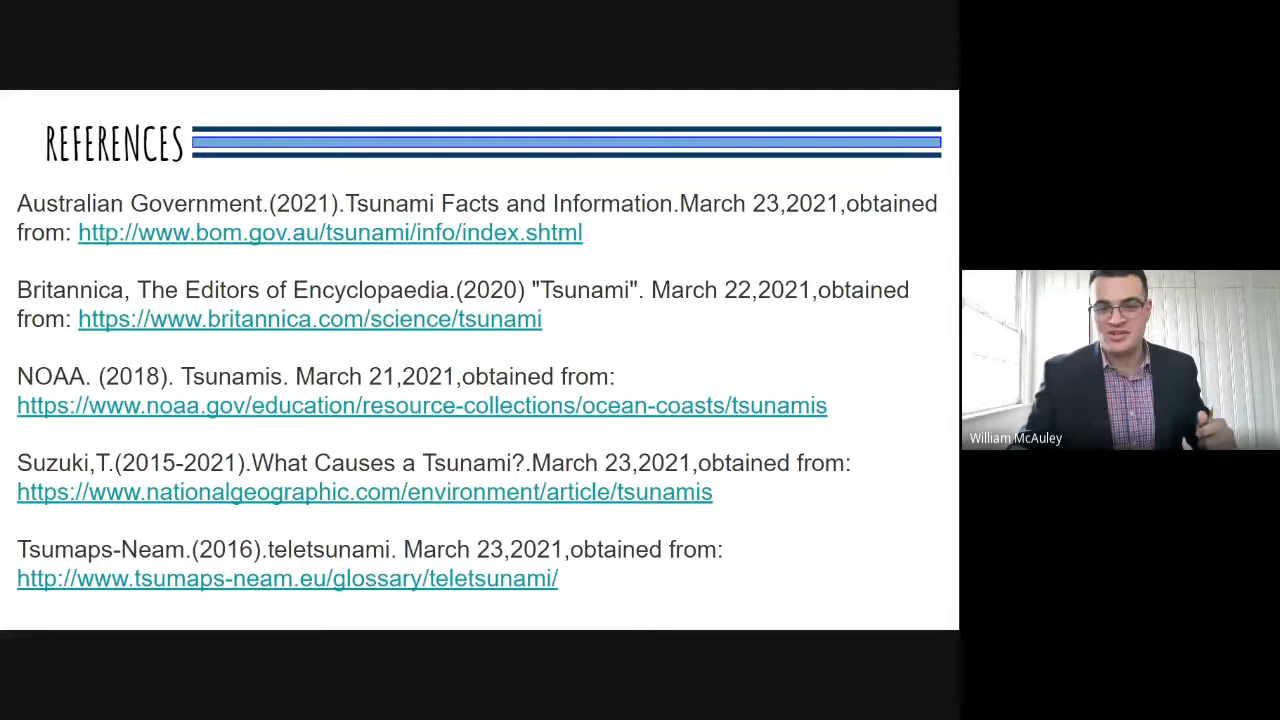 REFERENCES
Australian Government.(2021).Tsunami Facts and Information.March 23,2021,obtained
from: http://www.bom.gov.au/tsunami/info/index.shtml
Britannica, The Editors of Encyclopaedia.(2020) "Tsunami". March 22,2021,obtained
from: https://www.britannica.com/science/tsunami
NOAA. (2018). Tsunamis. March 21,2021,obtained from:
https://www.noaa.gov/education/resource-collections/ocean-coasts/tsunamis
Suzuki,T.(2015-2021).What Causes a Tsunami?.March 23,2021,obtained from:
https://www.nationalgeographic.com/environment/article/tsunamis
Tsumaps-Neam.(2016).teletsunami. March 23,2021,obtained from:
http://www.tsumaps-neam.eu/glossary/teletsunami/
William McAuley